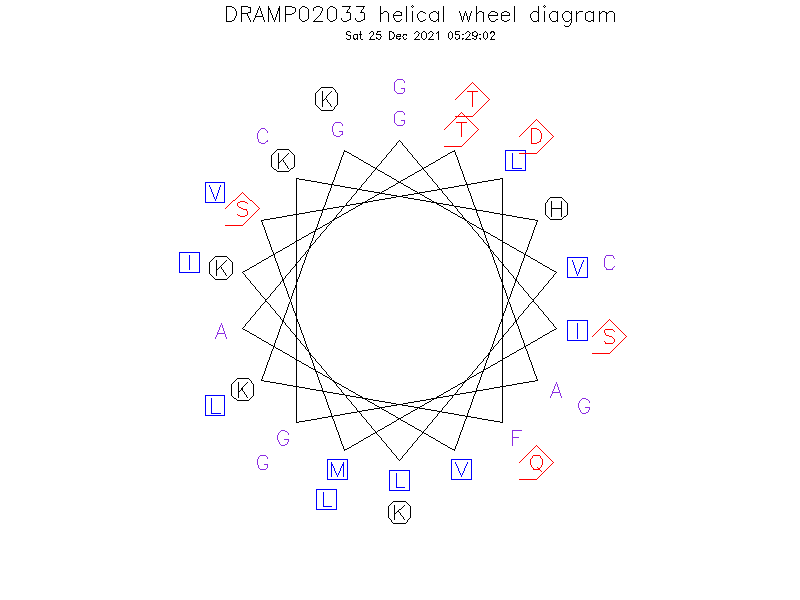 DRAMP02033 helical wheel diagram
Sat 25 Dec 2021 05:29:02
G
K T
G
G T
C D
K L
V
S H
I K V C
A I S
K A
L G
G F
G Q
M V
L
L
K